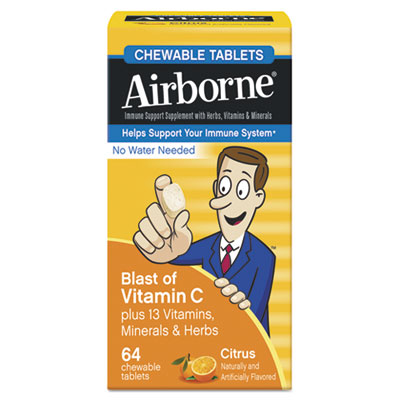 CHEWABLE TABLETS
Airborne®
Immune Support Supplement with Herbs, Vitamins & Minerals
Helps Support Your Immune System*
No Water Needed
Blast of
Vitamin C
plus 13 Vitamins,
Minerals & Herbs
64
chewable
tablets
Citrus
Naturally and
Artificially Flavored